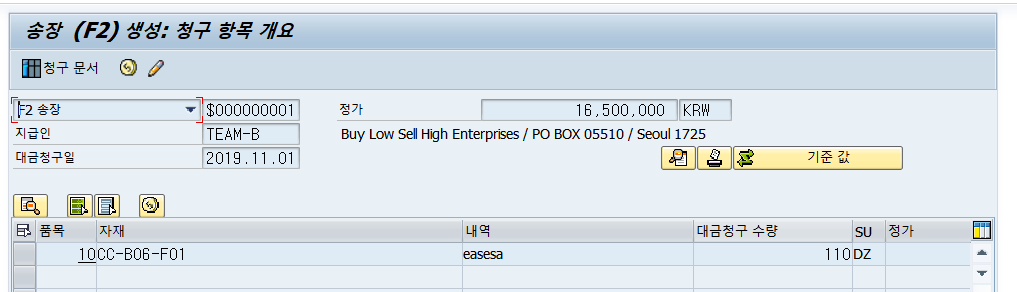 송장 (F2) 생성: 청구 항목 개요
청구 문서
F2 송장 $000000001 정가 16,500,000 KRW
지급인 TEAM-B Buy Low Sell High Enterprises / PO BOX 05510 / Seoul 1725
대금청구일 2019.11.01
기준 값
품목 자재 내역 대금청구 수량 SU 정가
10 CC-B06-F01 easesa 110 DZ